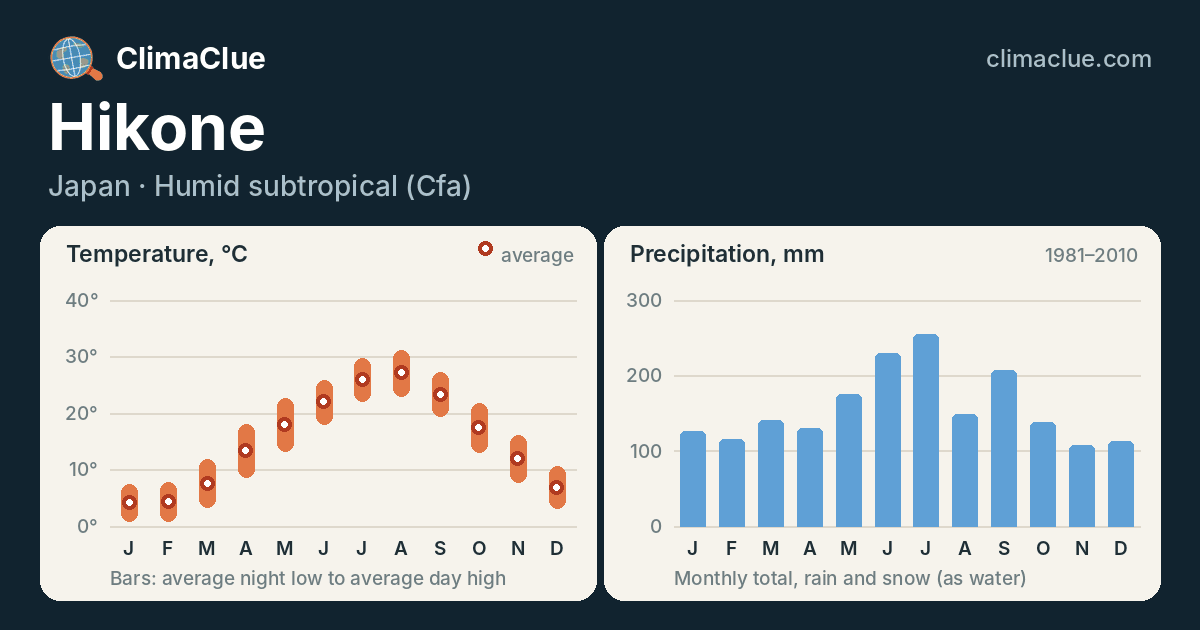 ClimaClue
climaclue.com
Hikone
Japan · Humid subtropical (Cfa)
Temperature, °C
average
40°
30°
20°
10°
0°
J F M A M J J A S O N D
Bars: average night low to average day high
Precipitation, mm
1981–2010
300
200
100
0
J F M A M J J A S O N D
Monthly total, rain and snow (as water)